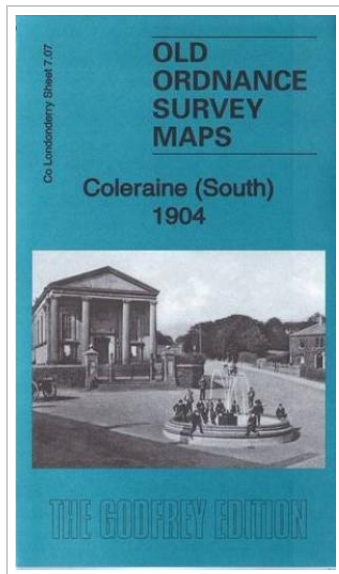 Co Londonderry Sheet 7.07
OLD
ORDNANCE
SURVEY
MAPS
Coleraine (South)
1904
THE GODFREY EDITION